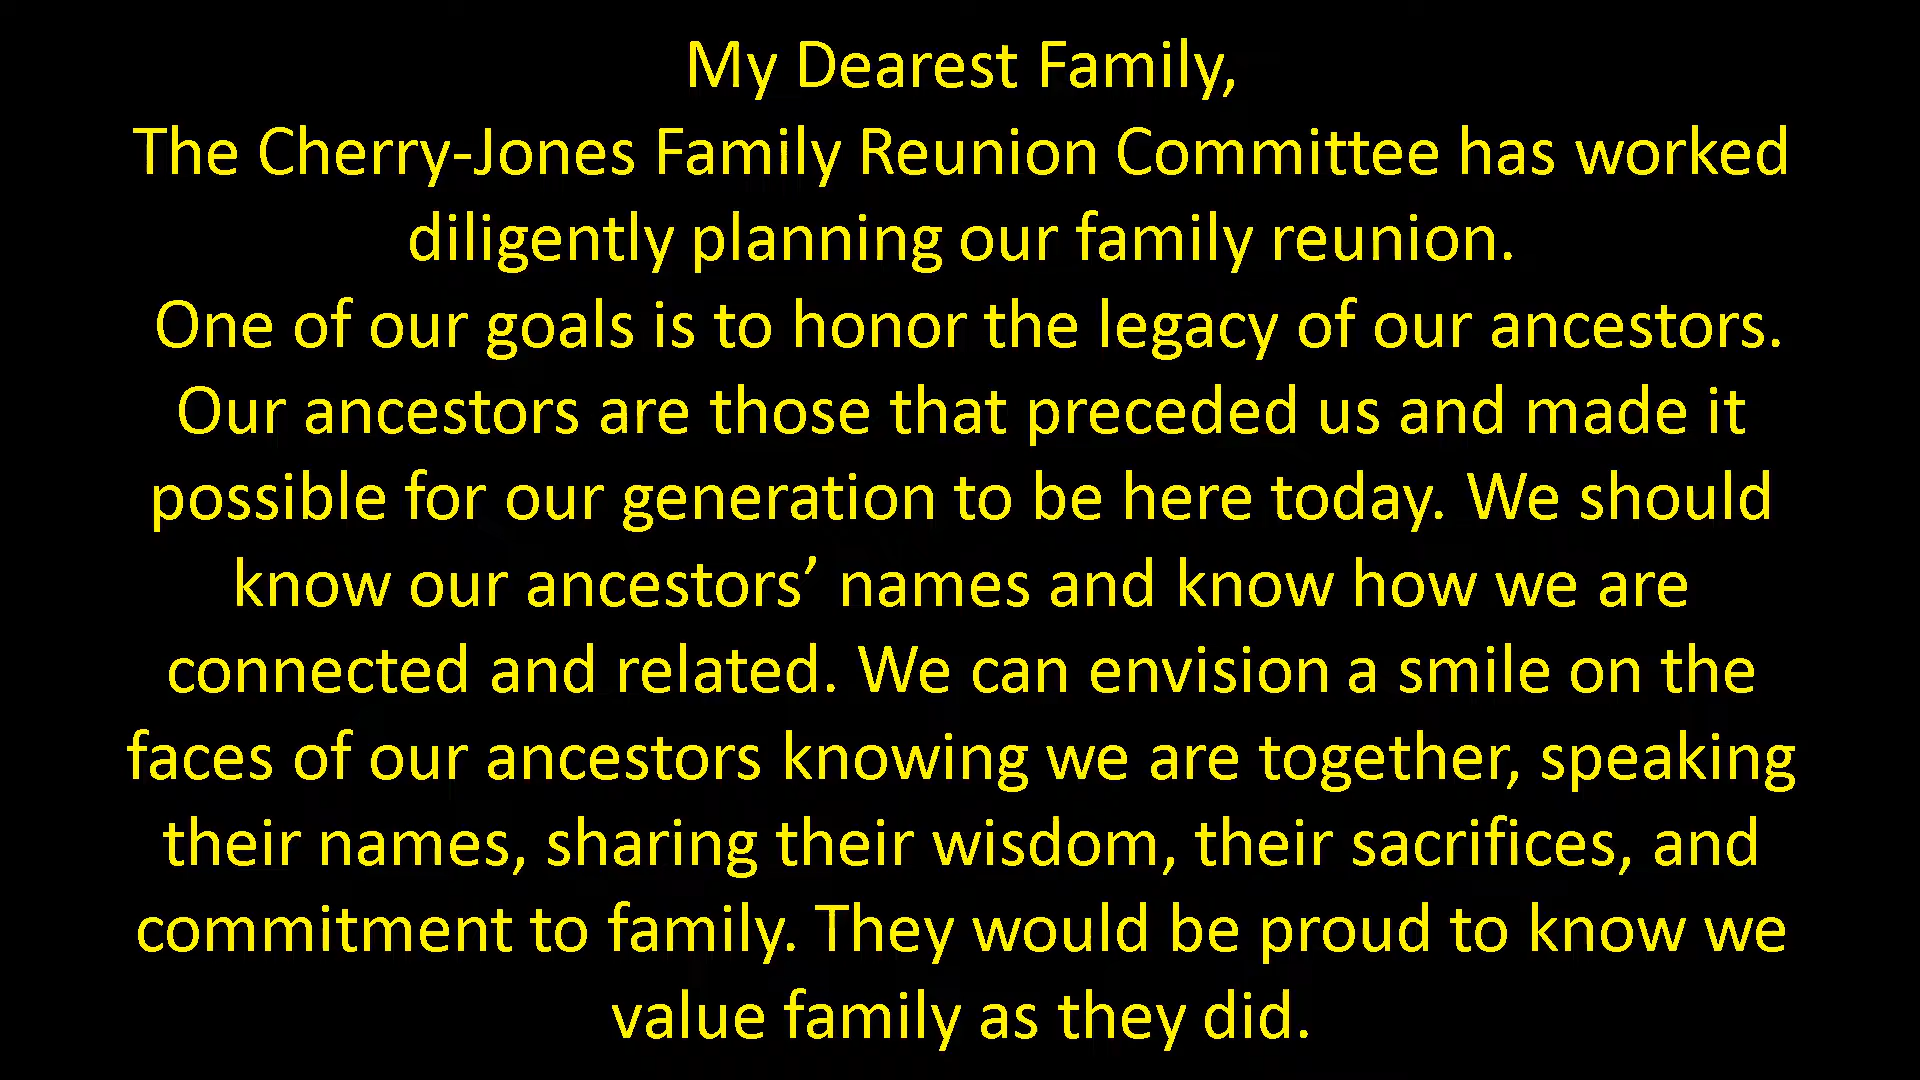 My Dearest Family,
The Cherry-Jones Family Reunion Committee has worked
diligently planning our family reunion.
One of our goals is to honor the legacy of our ancestors.
Our ancestors are those that preceded us and made it
possible for our generation to be here today. We should
know our ancestors’ names and know how we are
connected and related. We can envision a smile on the
faces of our ancestors knowing we are together, speaking
their names, sharing their wisdom, their sacrifices, and
commitment to family. They would be proud to know we
value family as they did.